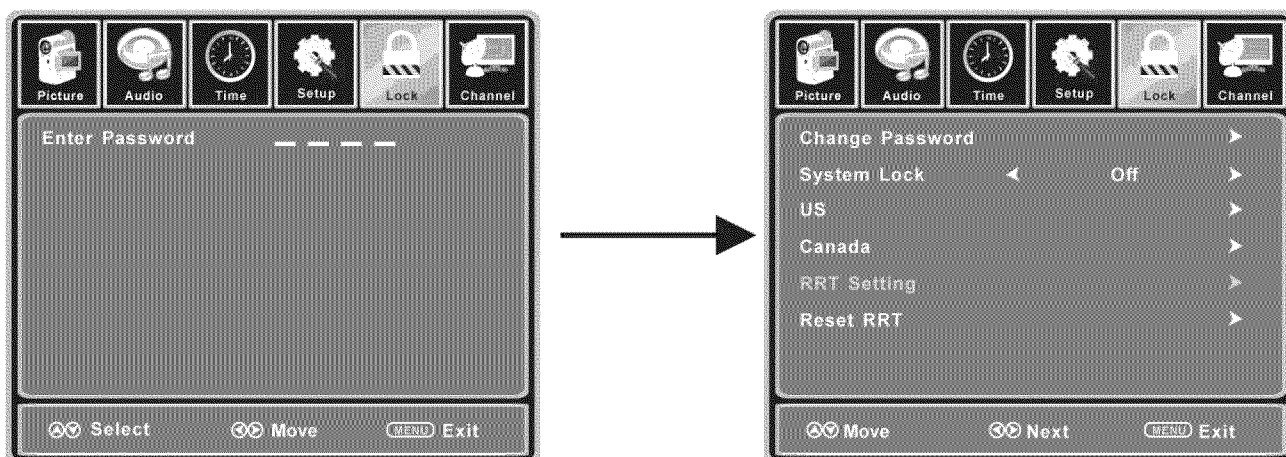 Picture Audio Time Setup Lock Channel
Enter Password _ _ _ _
Select Move MENU Exit
Picture Audio Time Setup Lock Channel
Change Password
System Lock Off
US
Canada
RRT Setting
Reset RRT
Move Next MENU Exit